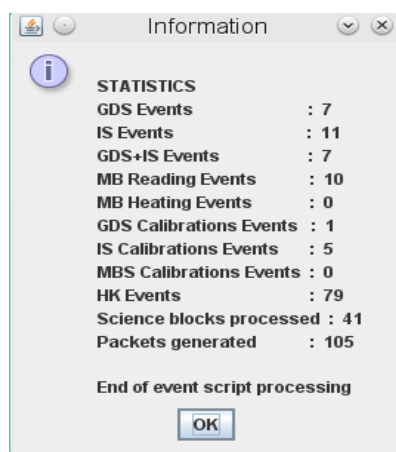 Information
STATISTICS
GDS Events : 7
IS Events : 11
GDS+IS Events : 7
MB Reading Events : 10
MB Heating Events : 0
GDS Calibrations Events : 1
IS Calibrations Events : 5
MBS Calibrations Events : 0
HK Events : 79
Science blocks processed : 41
Packets generated : 105
End of event script processing
OK